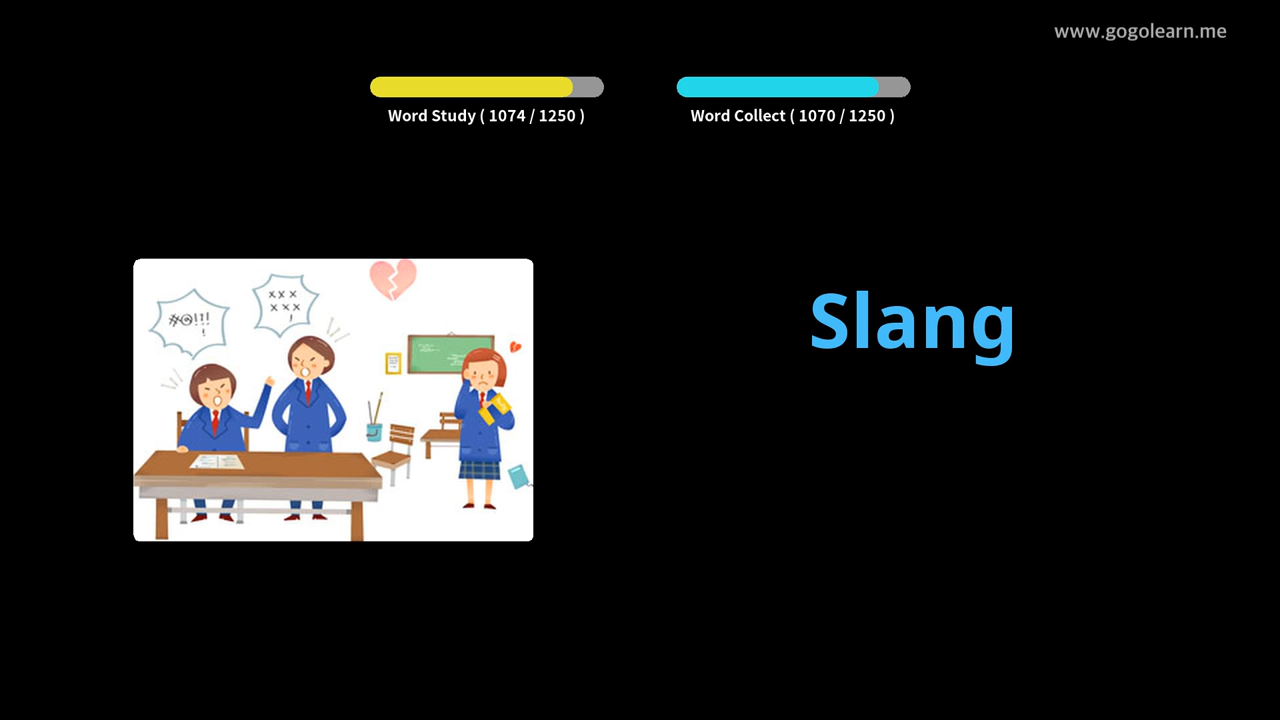 www.gogolearn.me
Word Study ( 1074 / 1250 )
Word Collect ( 1070 / 1250 )
#@!?!
!
x x x
x x x
!
Slang